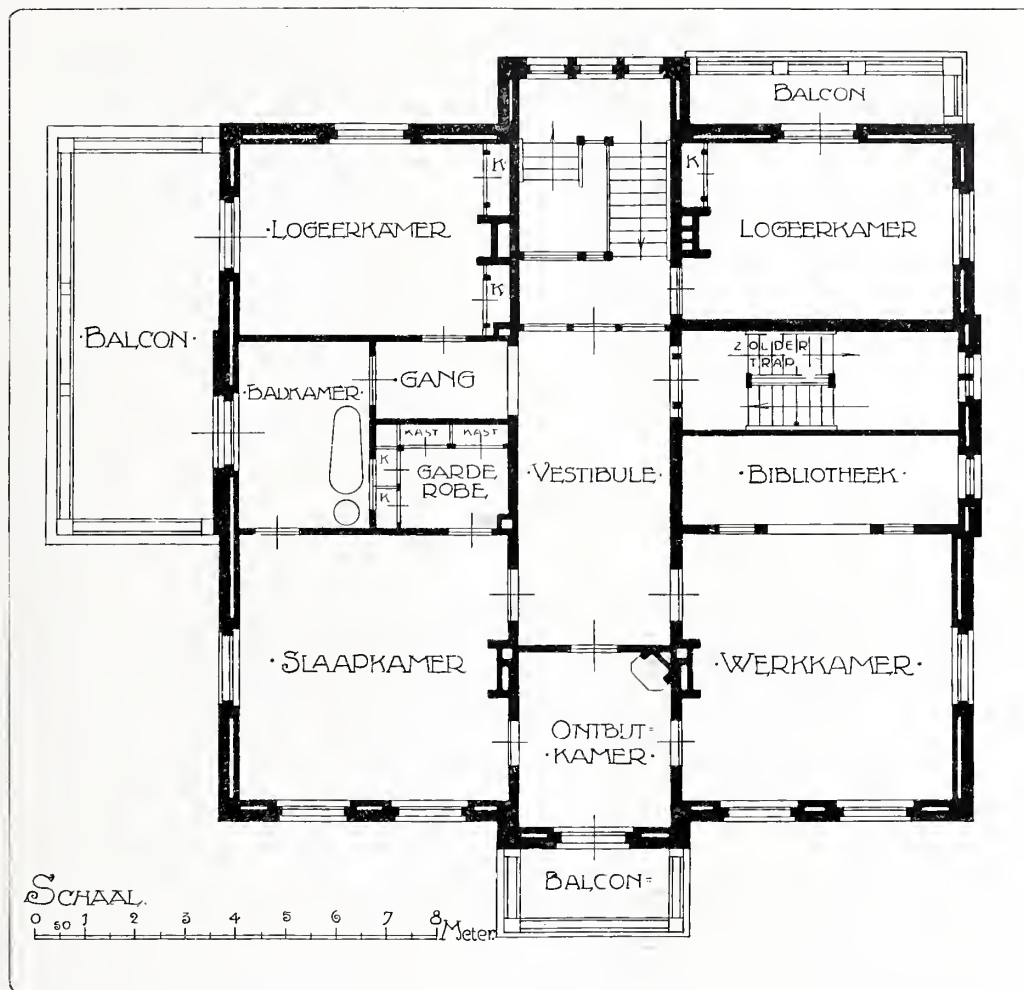 BALCON
K
K
·LOGEERKAMER
LOGEERKAMER
K
·BALCON·
ZOLDER
TRAP
·BADKAMER·
GANG
KAST KAST
K
GARDE
ROBE
K
·VESTIBULE·
·BIBLIOTHEEK·
·SLAAPKAMER
·WERKKAMER·
ONTBIJT=
·KAMER·
BALCON=
SCHAAL.
0 50 1 2 3 4 5 6 7 8 Meter